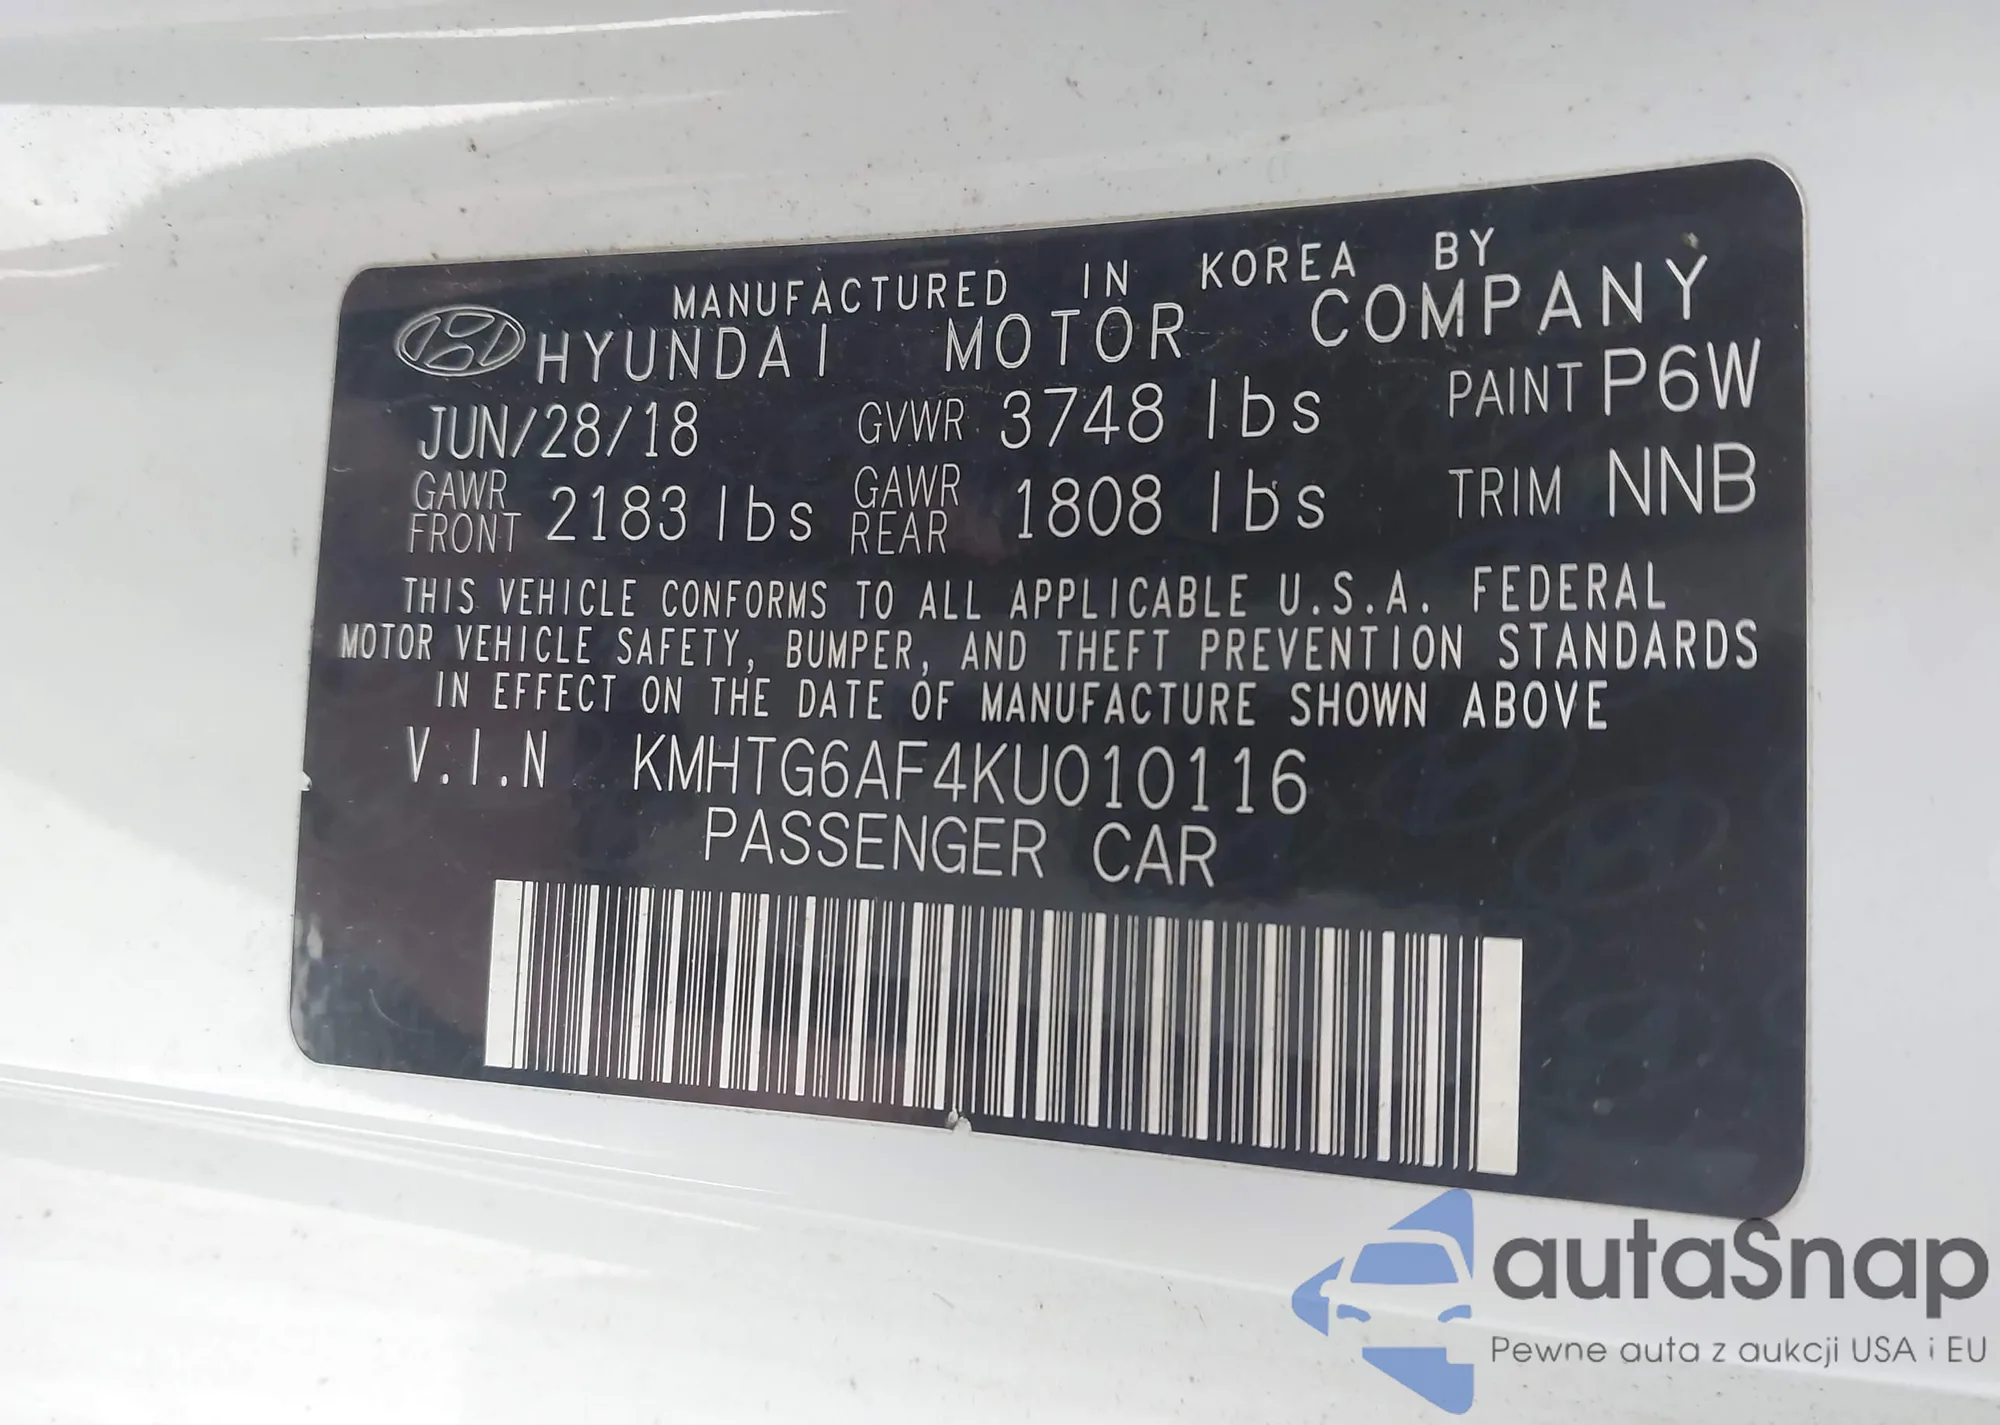 MANUFACTURED IN KOREA BY
HYUNDAI MOTOR COMPANY
JUN/28/18 GVWR 3748 lbs PAINT P6W
GAWR FRONT 2183 lbs GAWR REAR 1808 lbs TRIM NNB
THIS VEHICLE CONFORMS TO ALL APPLICABLE U.S.A. FEDERAL
MOTOR VEHICLE SAFETY, BUMPER, AND THEFT PREVENTION STANDARDS
IN EFFECT ON THE DATE OF MANUFACTURE SHOWN ABOVE
V.I.N KMHTG6AF4KU010116
PASSENGER CAR
autaSnap
Pewne auta z aukcji USA i EU